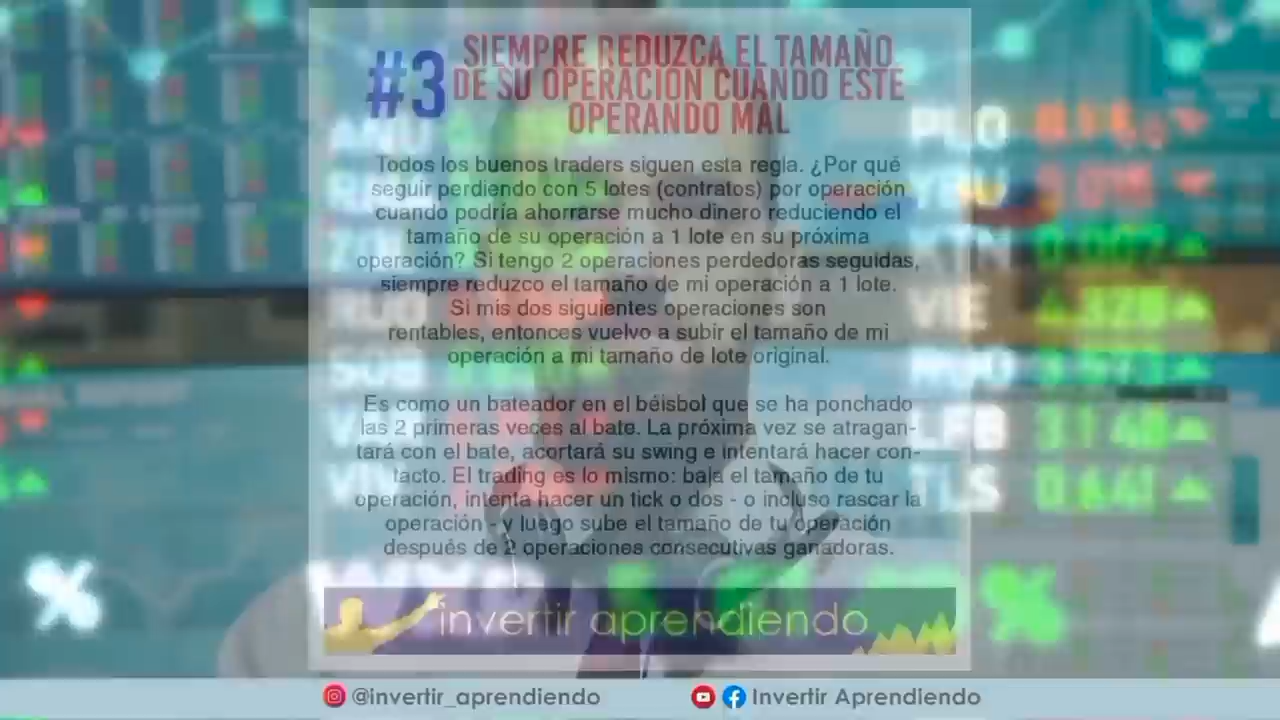 #3
SIEMPRE REDUZCA EL TAMAÑO
DE SU OPERACIÓN CUANDO ESTE
OPERANDO MAL
Todos los buenos traders siguen esta regla. ¿Por qué
seguir perdiendo con 5 lotes (contratos) por operación
cuando podría ahorrarse mucho dinero reduciendo el
tamaño de su operación a 1 lote en su próxima
operación? Si tengo 2 operaciones perdedoras seguidas,
siempre reduzco el tamaño de mi operación a 1 lote.
Si mis dos siguientes operaciones son
rentables, entonces vuelvo a subir el tamaño de mi
operación a mi tamaño de lote original.
Es como un bateador en el béisbol que se ha ponchado
las 2 primeras veces al bate. La próxima vez se atragan-
tará con el bate, acortará su swing e intentará hacer con-
tacto. El trading es lo mismo: baja el tamaño de tu
operación, intenta hacer un tick o dos - o incluso rascar la
operación - y luego sube el tamaño de tu operación
después de 2 operaciones consecutivas ganadoras.
VIE
LFB 3.140
TLS 0.641
%
%
invertir aprendiendo
@invertir_aprendiendo
Invertir Aprendiendo